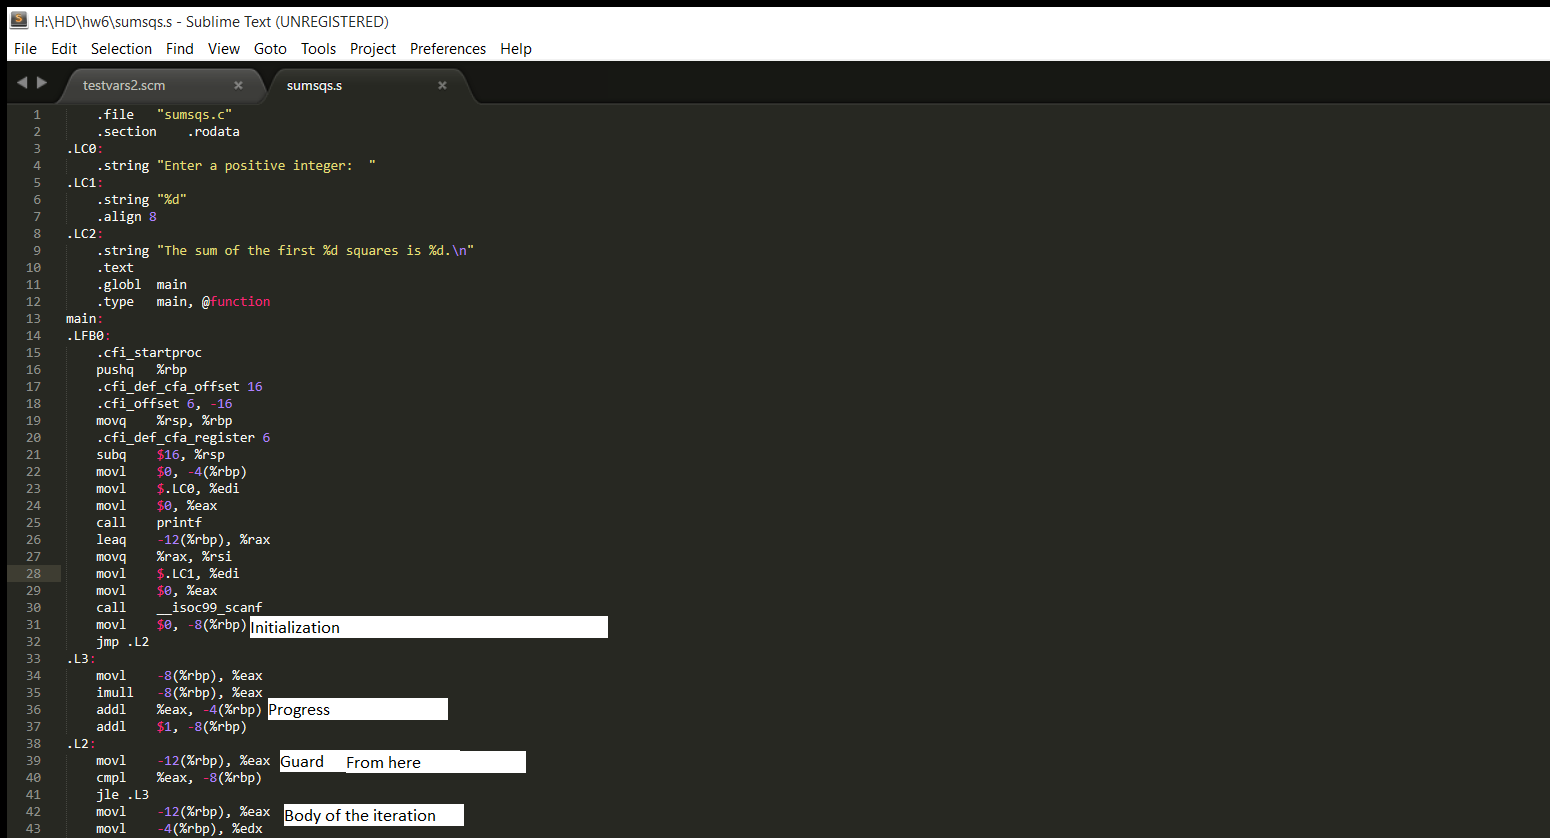 H:\HD\hw6\sumsqs.s - Sublime Text (UNREGISTERED)
File Edit Selection Find View Goto Tools Project Preferences Help
testvars2.scm × sumsqs.s ×
1 .file "sumsqs.c"
2 .section .rodata
3 .LC0:
4 .string "Enter a positive integer:  "
5 .LC1:
6 .string "%d"
7 .align 8
8 .LC2:
9 .string "The sum of the first %d squares is %d.\n"
10 .text
11 .globl main
12 .type main, @function
13 main:
14 .LFB0:
15 .cfi_startproc
16 pushq %rbp
17 .cfi_def_cfa_offset 16
18 .cfi_offset 6, -16
19 movq %rsp, %rbp
20 .cfi_def_cfa_register 6
21 subq $16, %rsp
22 movl $0, -4(%rbp)
23 movl $.LC0, %edi
24 movl $0, %eax
25 call printf
26 leaq -12(%rbp), %rax
27 movq %rax, %rsi
28 movl $.LC1, %edi
29 movl $0, %eax
30 call __isoc99_scanf
31 movl $0, -8(%rbp) Initialization
32 jmp .L2
33 .L3:
34 movl -8(%rbp), %eax
35 imull -8(%rbp), %eax
36 addl %eax, -4(%rbp) Progress
37 addl $1, -8(%rbp)
38 .L2:
39 movl -12(%rbp), %eax Guard From here
40 cmpl %eax, -8(%rbp)
41 jle .L3
42 movl -12(%rbp), %eax Body of the iteration
43 movl -4(%rbp), %edx